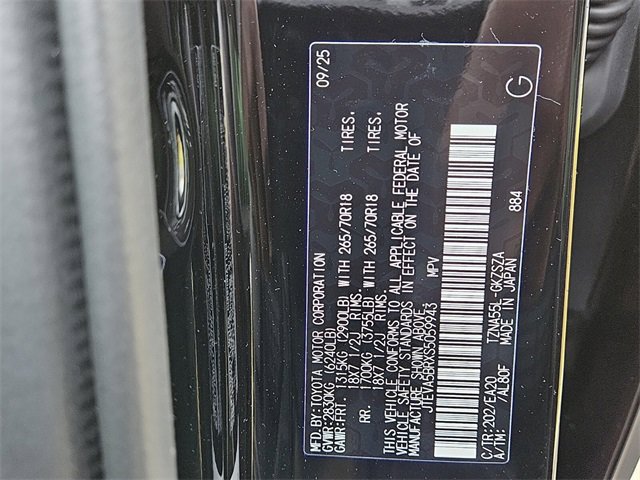 09/25
MFD.BY:TOYOTA MOTOR CORPORATION
GVWR:2830KG (6240LB)
GAWR:FRT. 1315KG (2900LB) WITH 265/70R18 TIRES,
18X7 1/2J RIMS
RR. 1700KG (3755LB) WITH 265/70R18 TIRES,
18X7 1/2J RIMS
THIS VEHICLE CONFORMS TO ALL APPLICABLE FEDERAL MOTOR
VEHICLE SAFETY STANDARDS IN EFFECT ON THE DATE OF
MANUFACTURE SHOWN ABOVE.
MPV
C/TR:202/EA20 TZNA55L-GKZSZA
A/TM: /AL80F MADE IN JAPAN
884
G